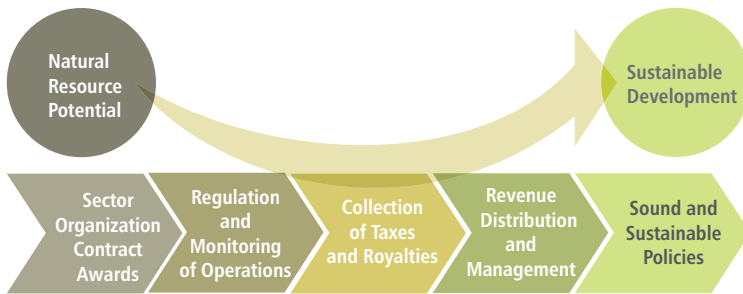 Natural
Resource
Potential
Sustainable
Development
Sector
Organization
Contract
Awards
Regulation
and
Monitoring
of Operations
Collection
of Taxes
and Royalties
Revenue
Distribution
and
Management
Sound and
Sustainable
Policies